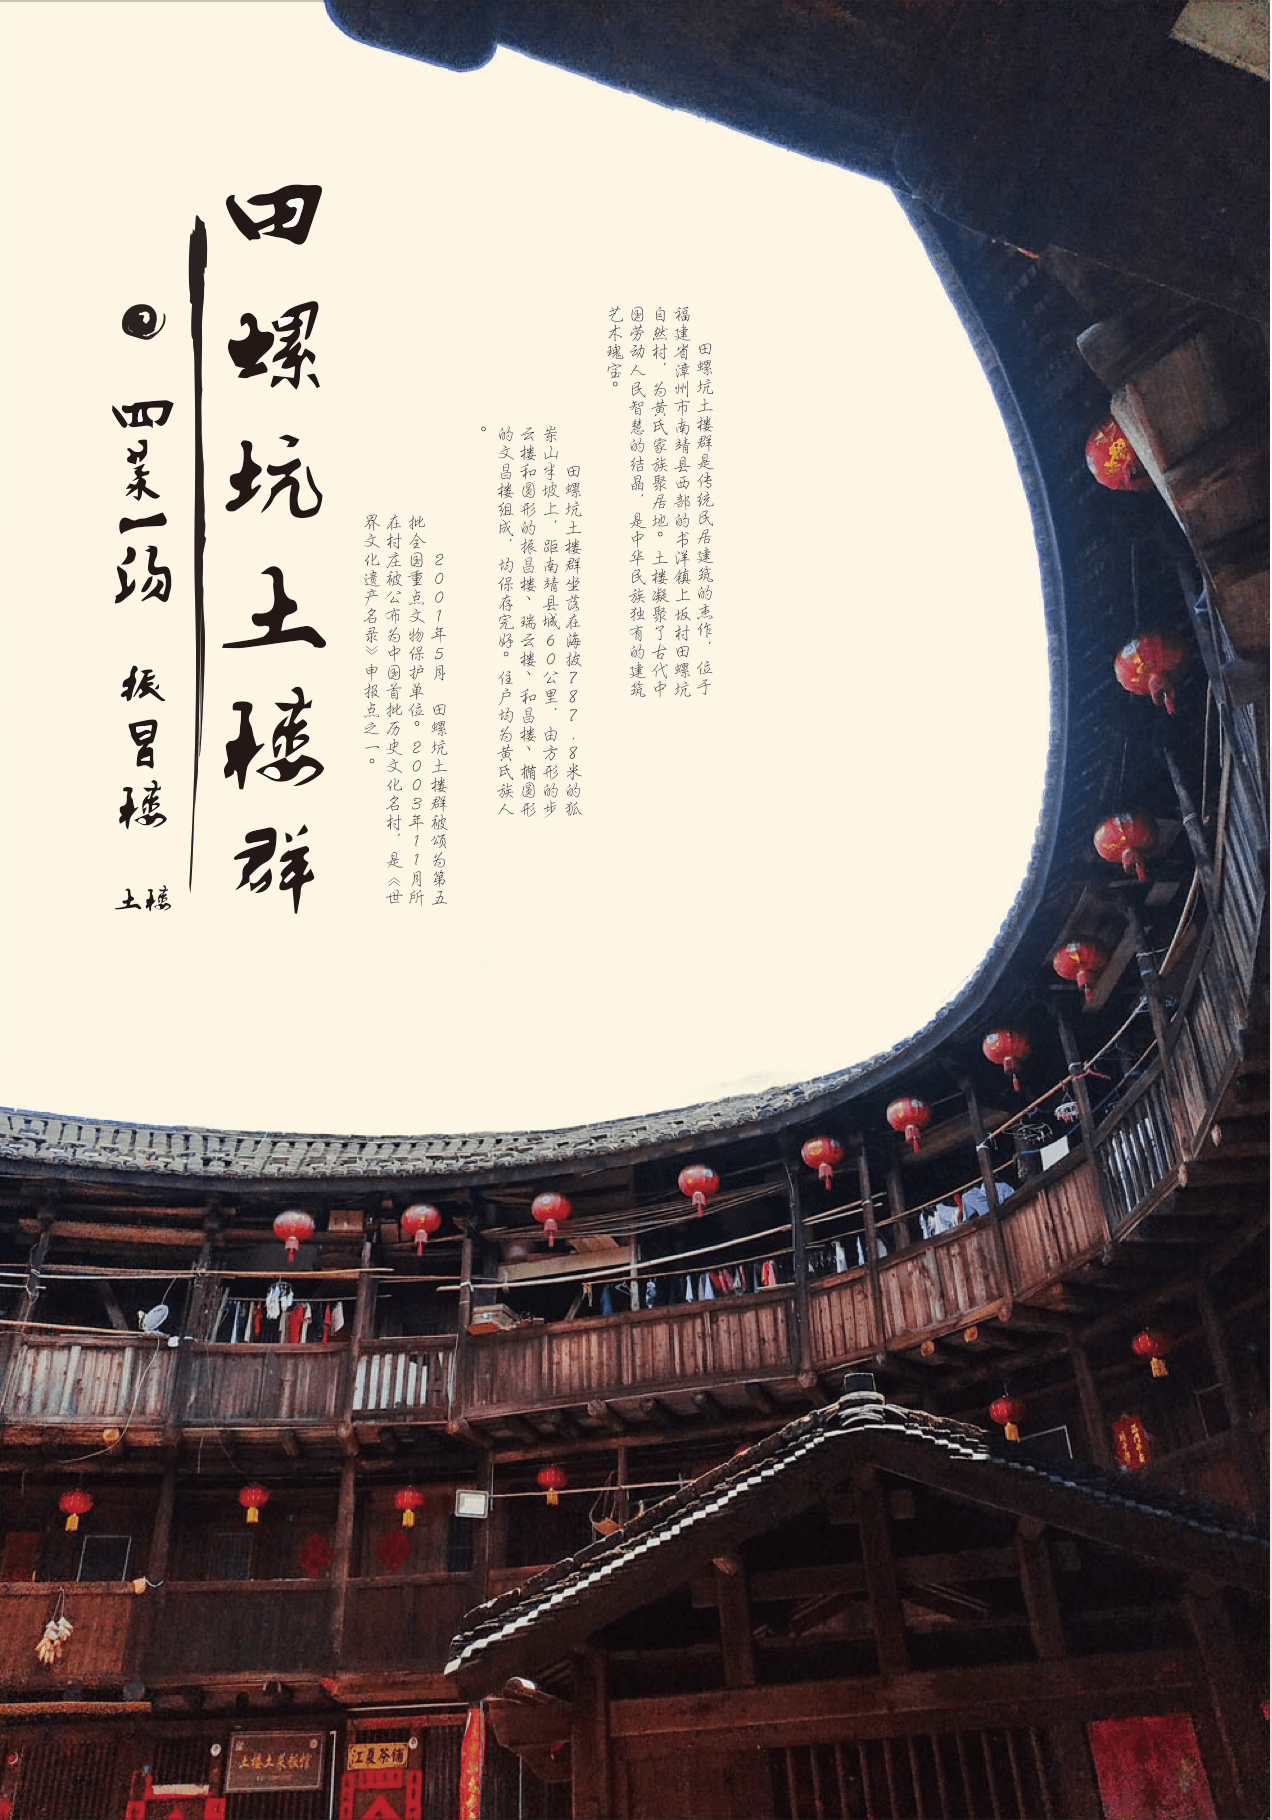 田螺坑土楼群
四菜一汤 振昌楼 土楼
田螺坑土楼群是传统民居建筑的杰作，位于
福建省漳州市南靖县西部的书洋镇上坂村田螺坑
自然村，为黄氏家族聚居地。土楼凝聚了古代中
国劳动人民智慧的结晶，是中华民族独有的建筑
艺术瑰宝。
田螺坑土楼群坐落在海拔787.8米的狐
岽山半坡上，距南靖县城60公里，由方形的步
云楼和圆形的振昌楼、瑞云楼、和昌楼、椭圆形
的文昌楼组成，均保存完好。住户均为黄氏族人
。
2001年5月 田螺坑土楼群被颂为第五
批全国重点文物保护单位。2003年11月所
在村庄被公布为中国首批历史文化名村，是《世
界文化遗产名录》申报点之一。
土楼土菜饭馆
江夏茶铺